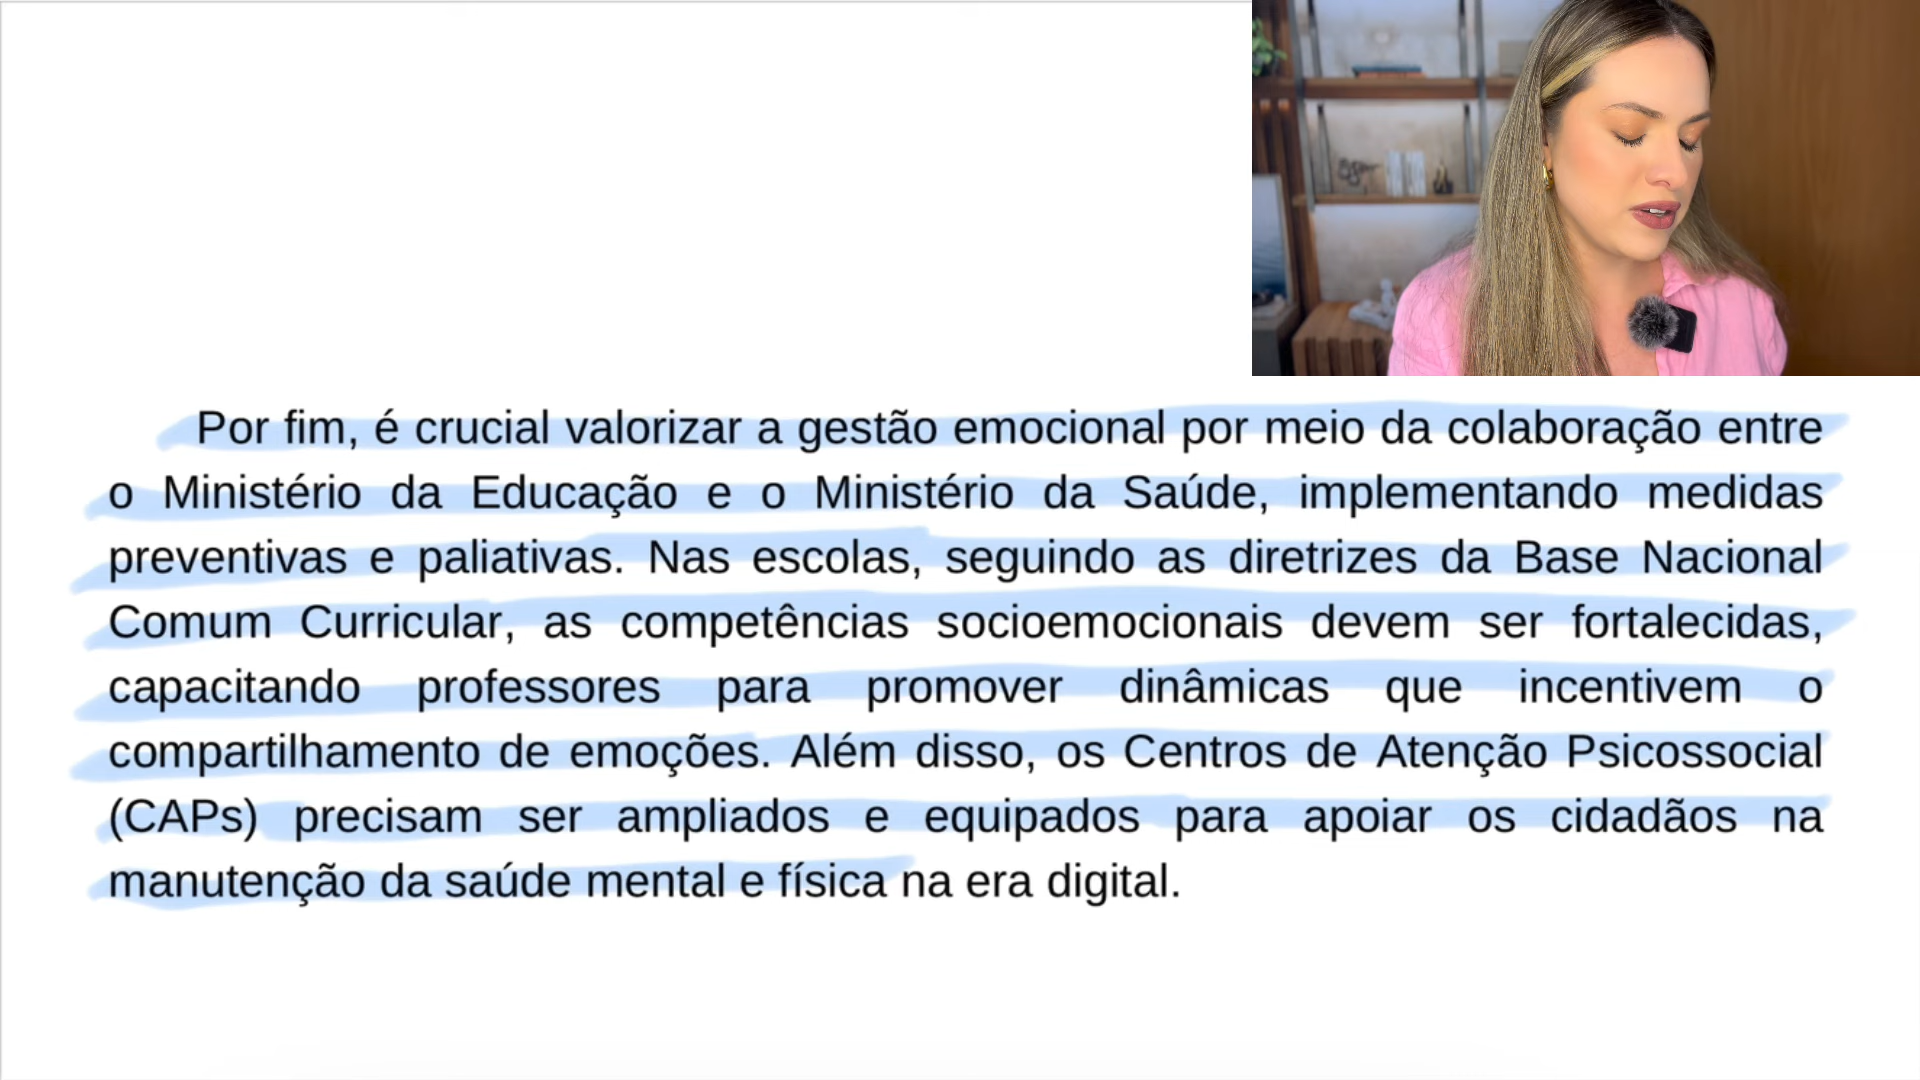 Por fim, é crucial valorizar a gestão emocional por meio da colaboração entre
o Ministério da Educação e o Ministério da Saúde, implementando medidas
preventivas e paliativas. Nas escolas, seguindo as diretrizes da Base Nacional
Comum Curricular, as competências socioemocionais devem ser fortalecidas,
capacitando professores para promover dinâmicas que incentivem o
compartilhamento de emoções. Além disso, os Centros de Atenção Psicossocial
(CAPs) precisam ser ampliados e equipados para apoiar os cidadãos na
manutenção da saúde mental e física na era digital.